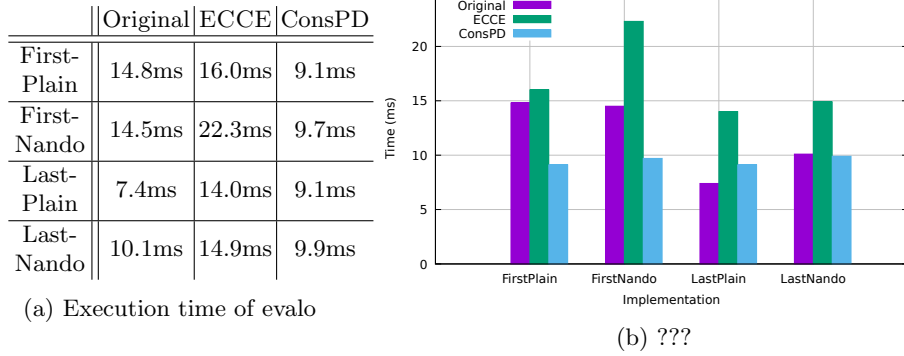 Original ECCE ConsPD
First-
Plain 14.8ms 16.0ms 9.1ms
First-
Nando 14.5ms 22.3ms 9.7ms
Last-
Plain 7.4ms 14.0ms 9.1ms
Last-
Nando 10.1ms 14.9ms 9.9ms
(a) Execution time of evalo
Original
ECCE
ConsPD
20
15
10
5
0
Time (ms)
FirstPlain FirstNando LastPlain LastNando
Implementation
(b) ???